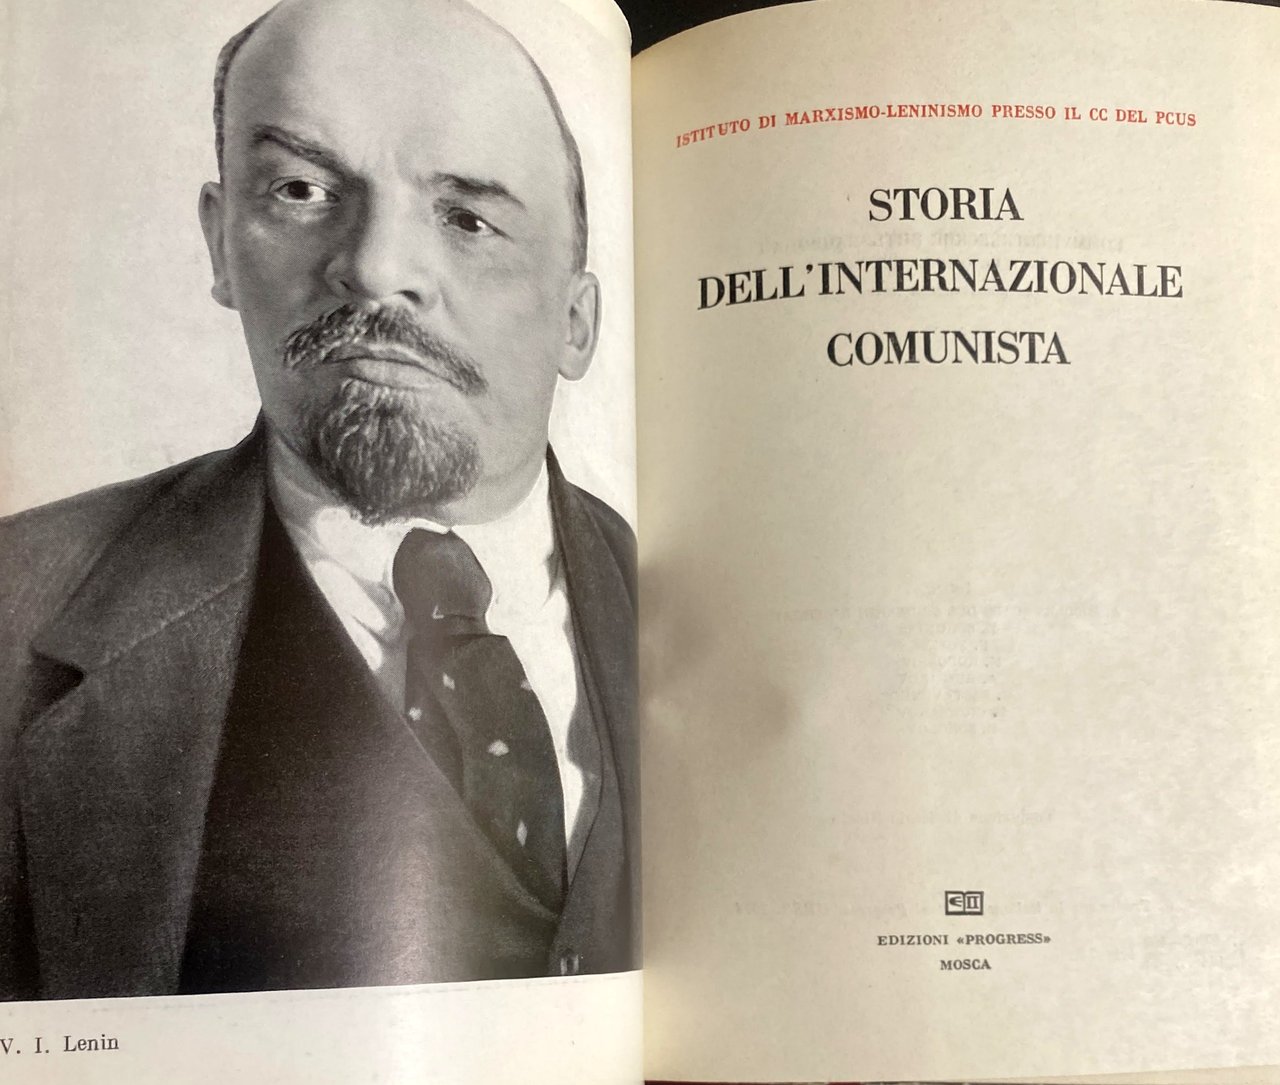 V. I. Lenin
ISTITUTO DI MARXISMO-LENINISMO PRESSO IL CC DEL PCUS
STORIA
DELL'INTERNAZIONALE
COMUNISTA
EDIZIONI «PROGRESS»
MOSCA